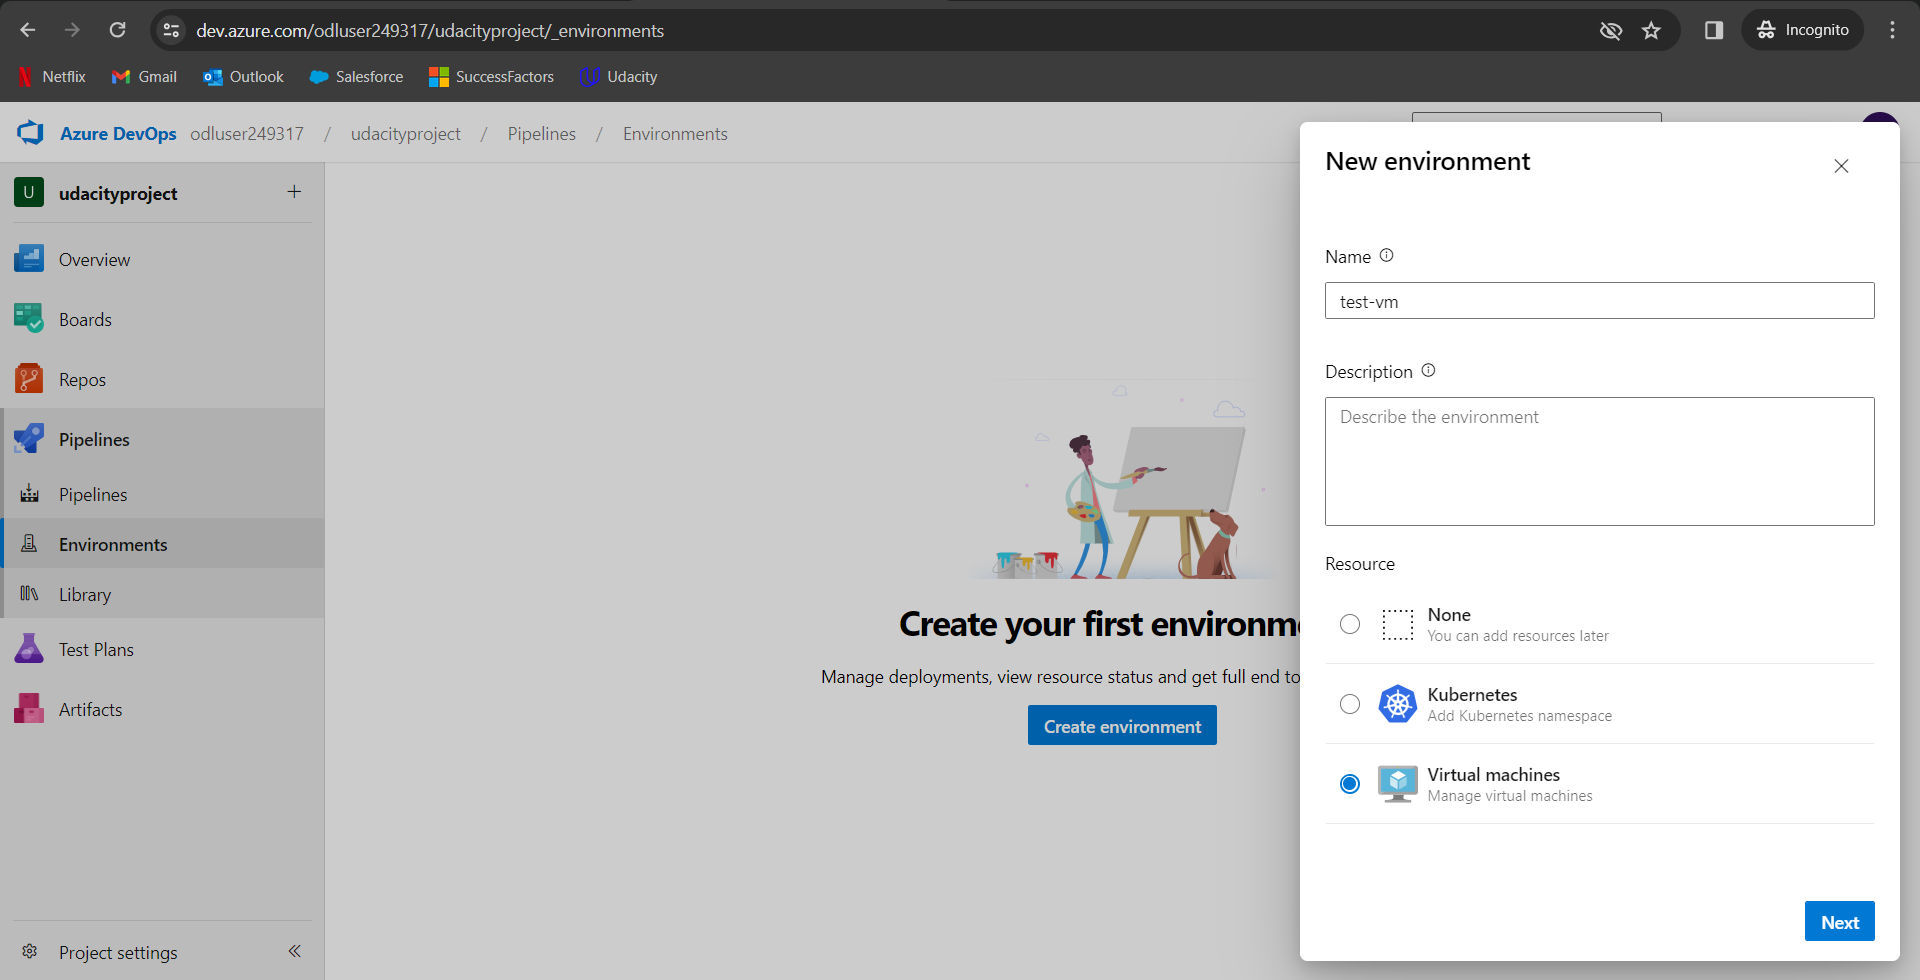 dev.azure.com/odluser249317/udacityproject/_environments
Incognito
Netflix
Gmail
Outlook
Salesforce
SuccessFactors
Udacity
Azure DevOps odluser249317 / udacityproject / Pipelines / Environments
U udacityproject
Overview
Boards
Repos
Pipelines
Pipelines
Environments
Library
Test Plans
Artifacts
Project settings
Create your first environm
Manage deployments, view resource status and get full end to
Create environment
New environment
Name
test-vm
Description
Describe the environment
Resource
None
You can add resources later
Kubernetes
Add Kubernetes namespace
Virtual machines
Manage virtual machines
Next